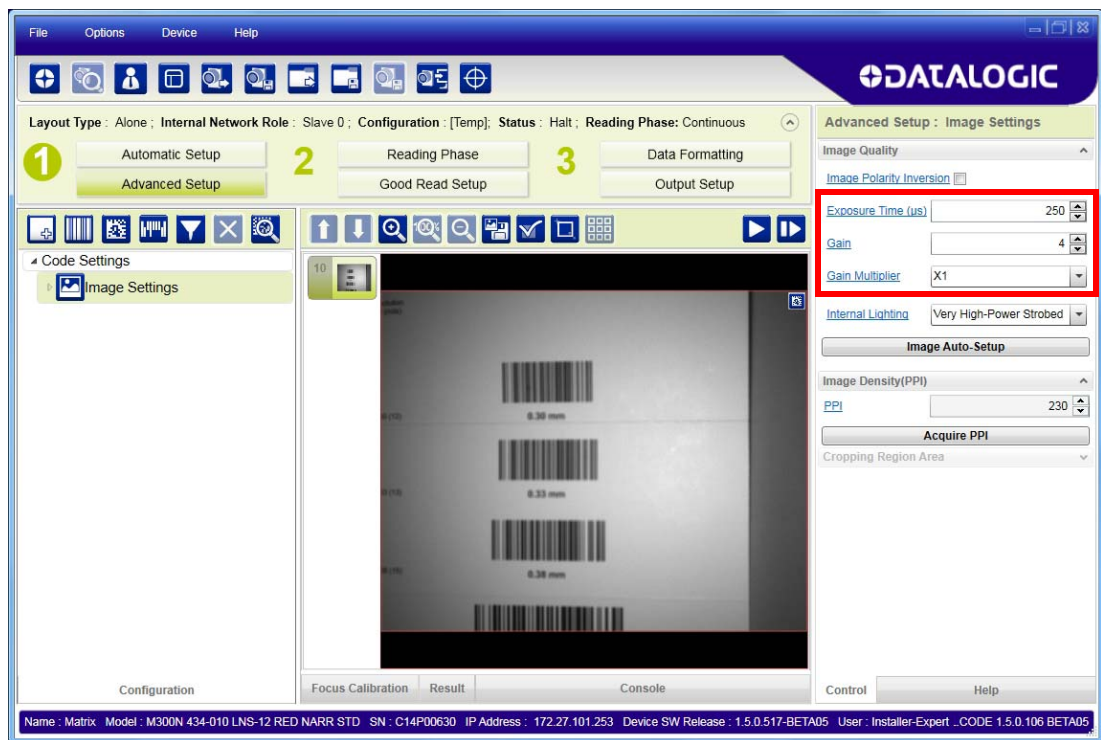 File Options Device Help
DATALOGIC
Layout Type : Alone ; Internal Network Role : Slave 0 ; Configuration : [Temp]; Status : Halt ; Reading Phase: Continuous
1 Automatic Setup 2 Reading Phase 3 Data Formatting
Advanced Setup Good Read Setup Output Setup
Code Settings
Image Settings
10
0.30 mm
0.33 mm
0.38 mm
Configuration
Focus Calibration Result Console
Advanced Setup : Image Settings
Image Quality
Image Polarity Inversion
Exposure Time (µs) 250
Gain 4
Gain Multiplier X1
Internal Lighting Very High-Power Strobed
Image Auto-Setup
Image Density(PPI)
PPI 230
Acquire PPI
Cropping Region Area
Control Help
Name : Matrix Model : M300N 434-010 LNS-12 RED NARR STD SN : C14P00630 IP Address : 172.27.101.253 Device SW Release : 1.5.0.517-BETA05 User : Installer-Expert _CODE 1.5.0.106 BETA05